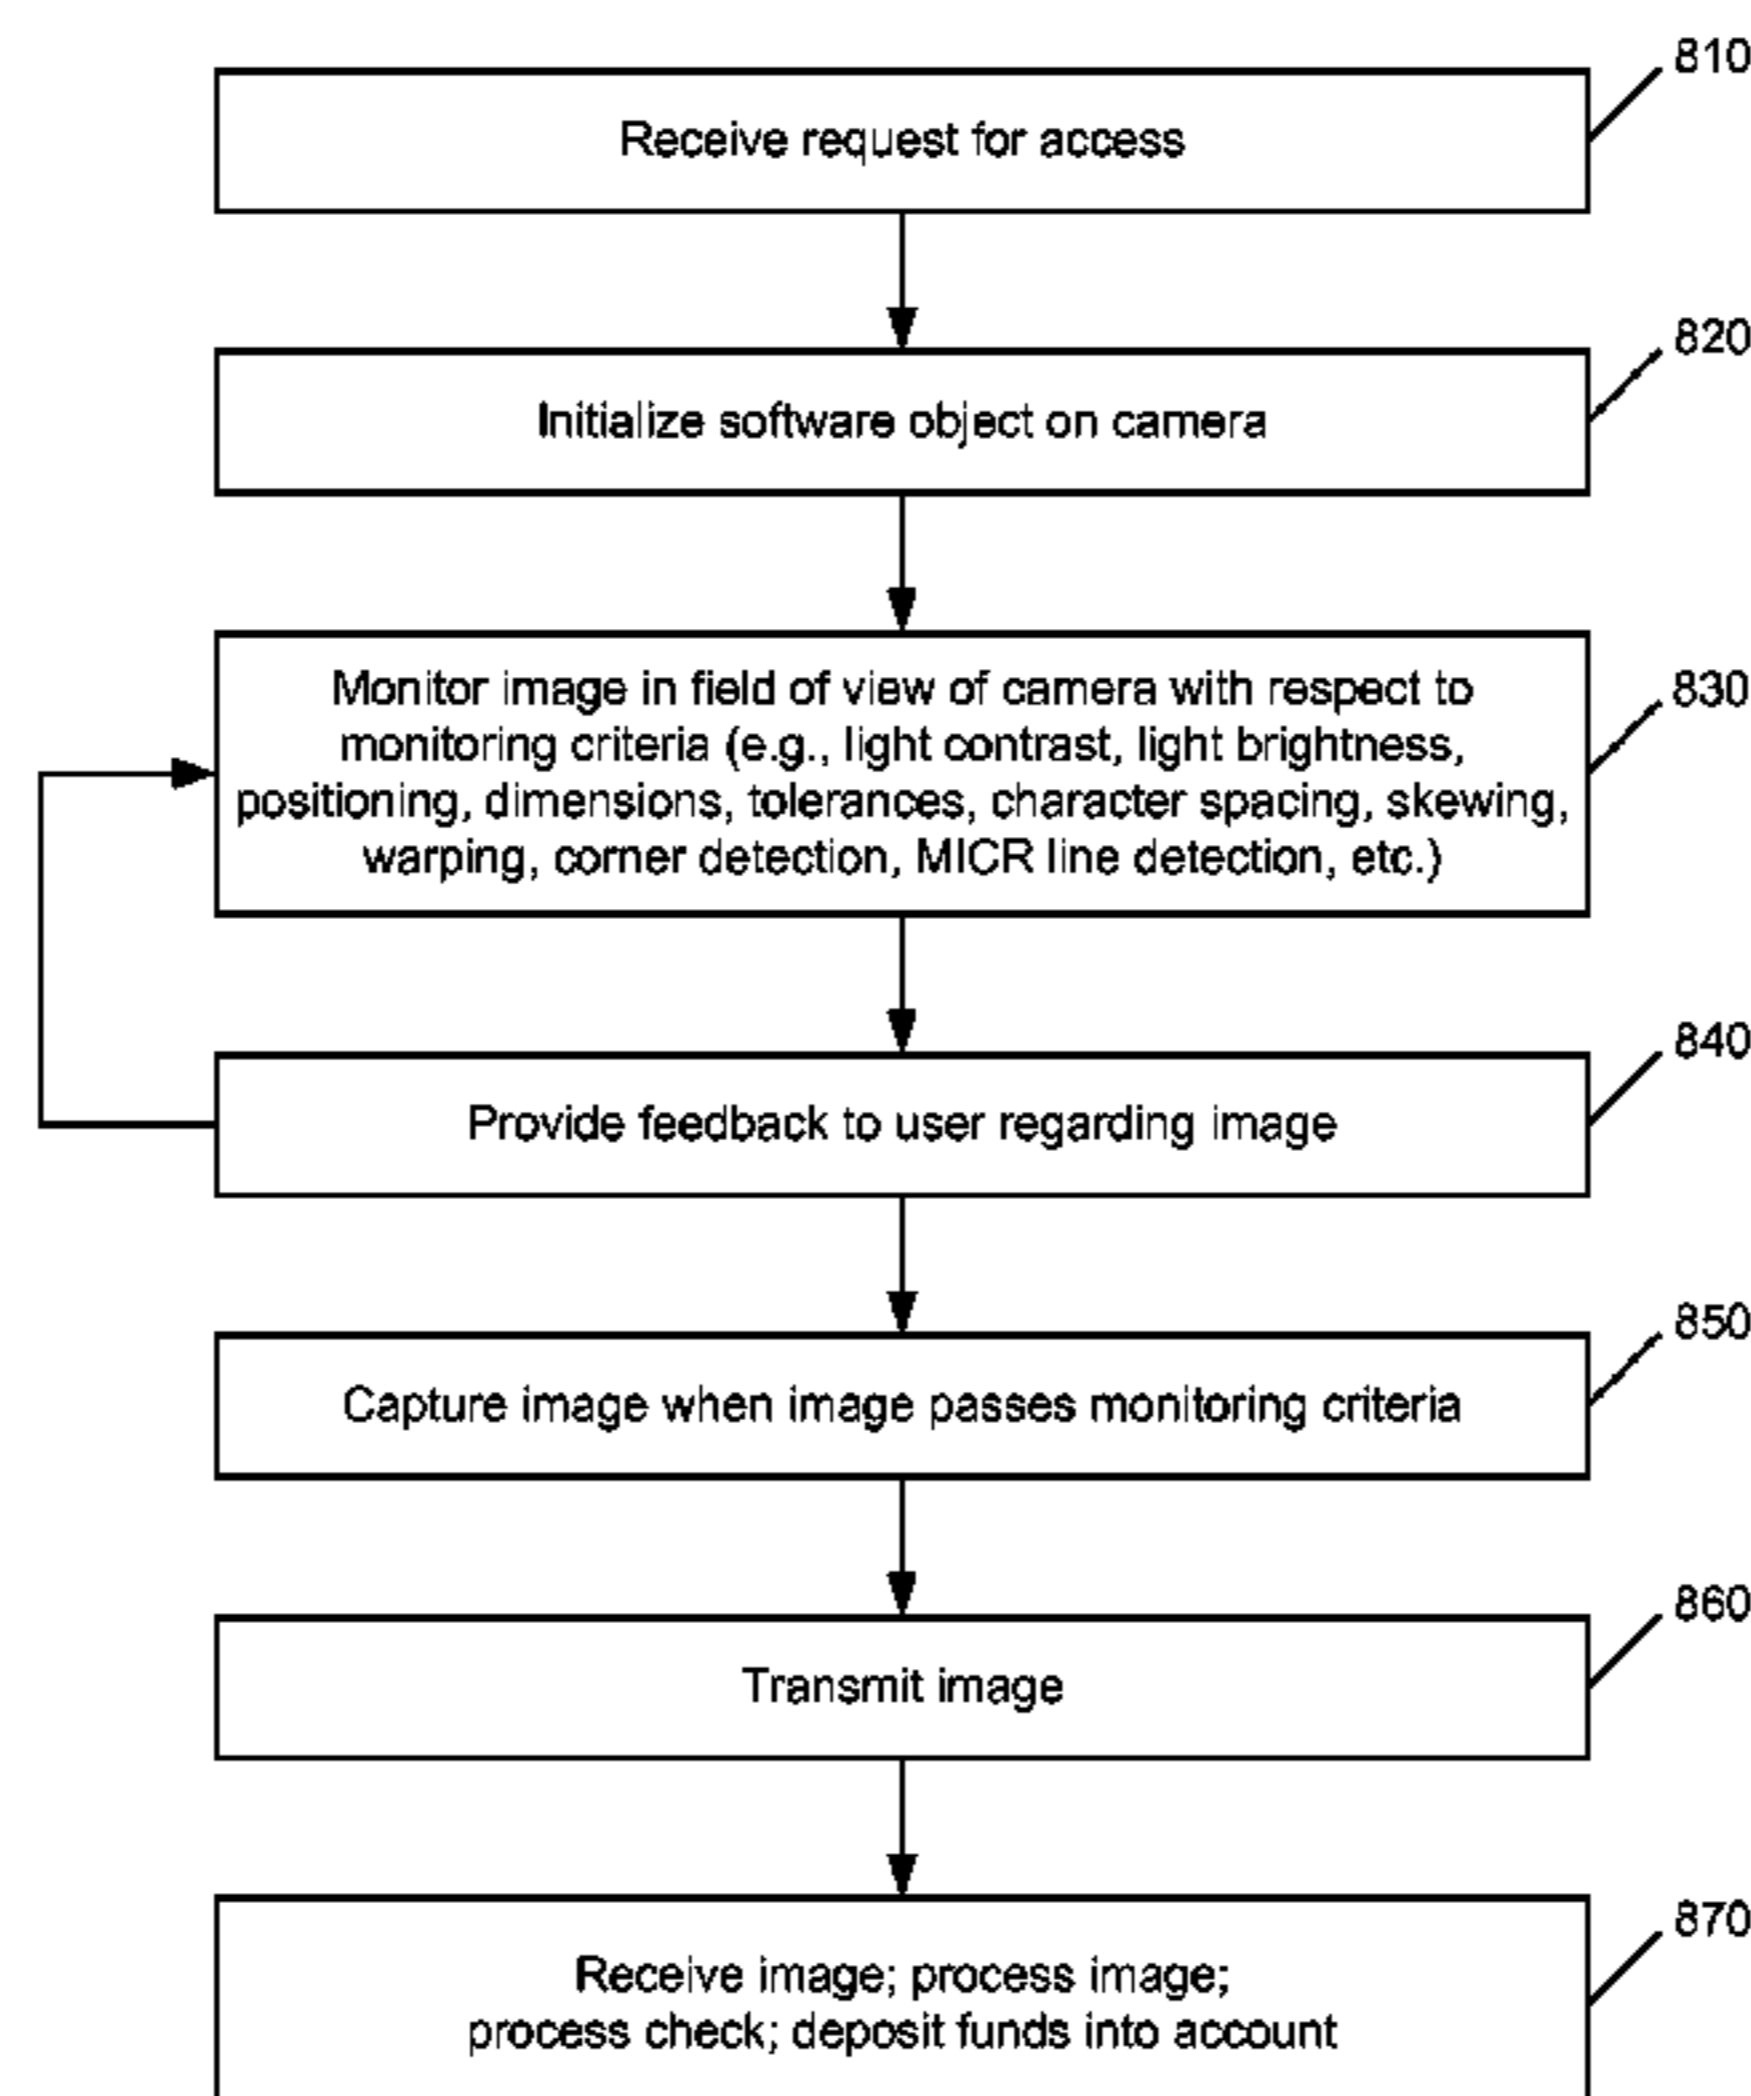 810
Receive request for access
820
Initialize software object on camera
830
Monitor image in field of view of camera with respect to
monitoring criteria (e.g., light contrast, light brightness,
positioning, dimensions, tolerances, character spacing, skewing,
warping, corner detection, MICR line detection, etc.)
840
Provide feedback to user regarding image
850
Capture image when image passes monitoring criteria
860
Transmit image
870
Receive image; process image;
process check; deposit funds into account